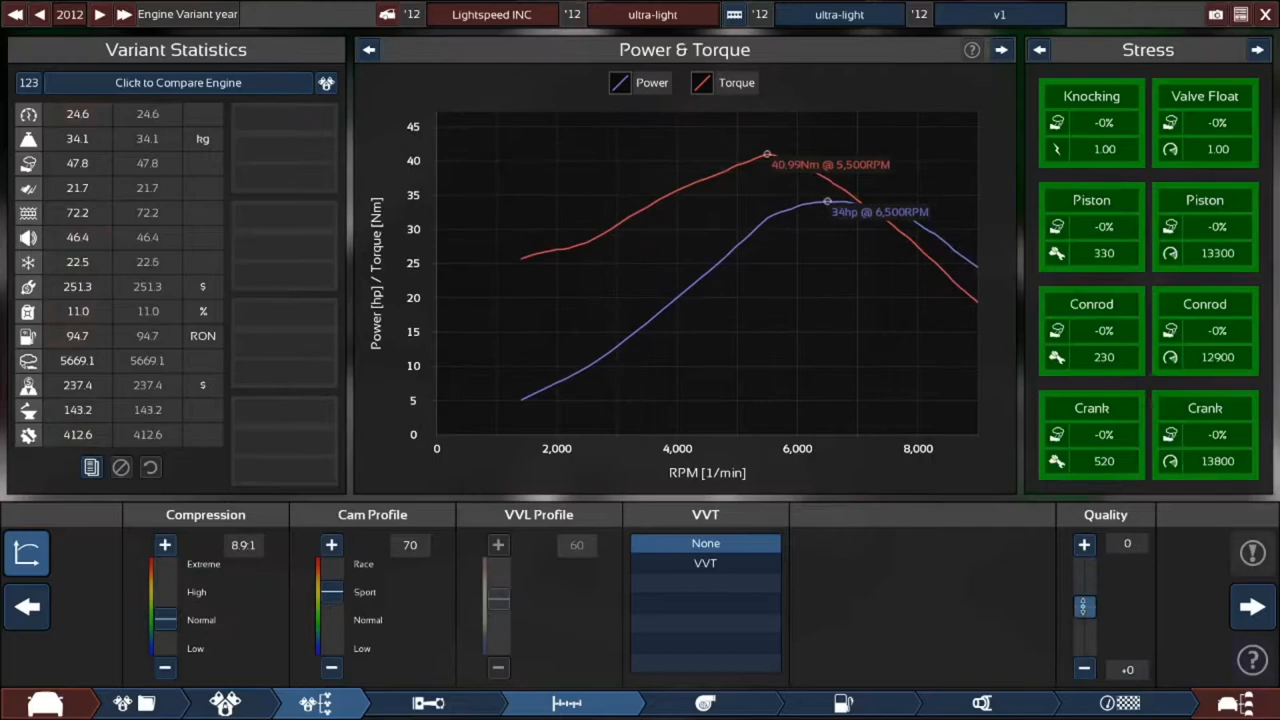 2012 Engine Variant year '12 Lightspeed INC '12 ultra-light '12 ultra-light '12 v1
Variant Statistics
123 Click to Compare Engine
24.6 24.6
34.1 34.1 kg
47.8 47.8
21.7 21.7
72.2 72.2
46.4 46.4
22.5 22.6
251.3 251.3 $
11.0 11.0 %
94.7 94.7 RON
5669.1 5669.1
237.4 237.4 $
143.2 143.2
412.6 412.6
Power & Torque
?
Power Torque
45
40
35
30
25
20
15
10
5
0
Power [hp] / Torque [Nm]
40.99Nm @ 5,500RPM
34hp @ 6,500RPM
0 2,000 4,000 6,000 8,000
RPM [1/min]
Stress
Knocking Valve Float
-0% -0%
1.00 1.00
Piston Piston
-0% -0%
330 13300
Conrod Conrod
-0% -0%
230 12900
Crank Crank
-0% -0%
520 13800
Compression
8.9:1
Extreme
High
Normal
Low
Cam Profile
70
Race
Sport
Normal
Low
VVL Profile
60
VVT
None
VVT
Quality
0
+0
?